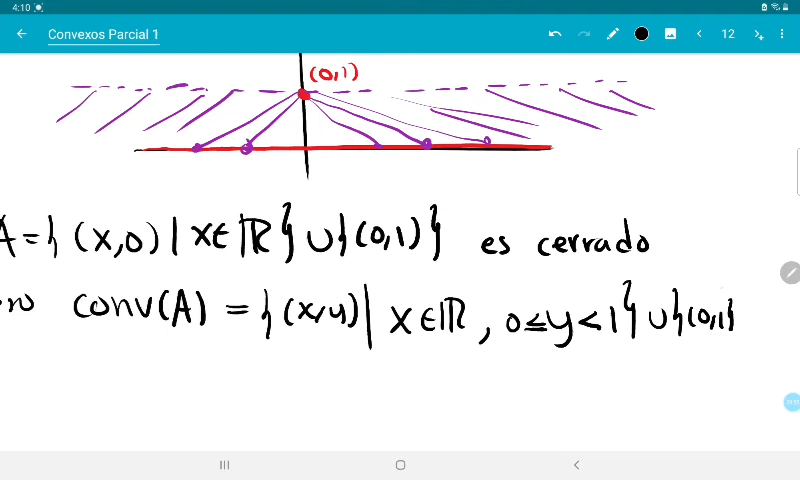 4:10
Convexos Parcial 1
12
(0,1)
A = { (x,0) | x ∈ ℝ } ∪ { (0,1) } es cerrado
conv(A) = { (x,y) | x ∈ ℝ , 0 ≤ y < 1 } ∪ { (0,1) }